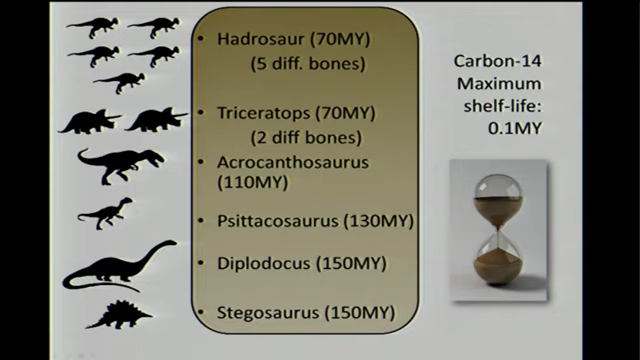 • Hadrosaur (70MY)
(5 diff. bones)
• Triceratops (70MY)
(2 diff bones)
• Acrocanthosaurus
(110MY)
• Psittacosaurus (130MY)
• Diplodocus (150MY)
• Stegosaurus (150MY)
Carbon-14
Maximum
shelf-life:
0.1MY